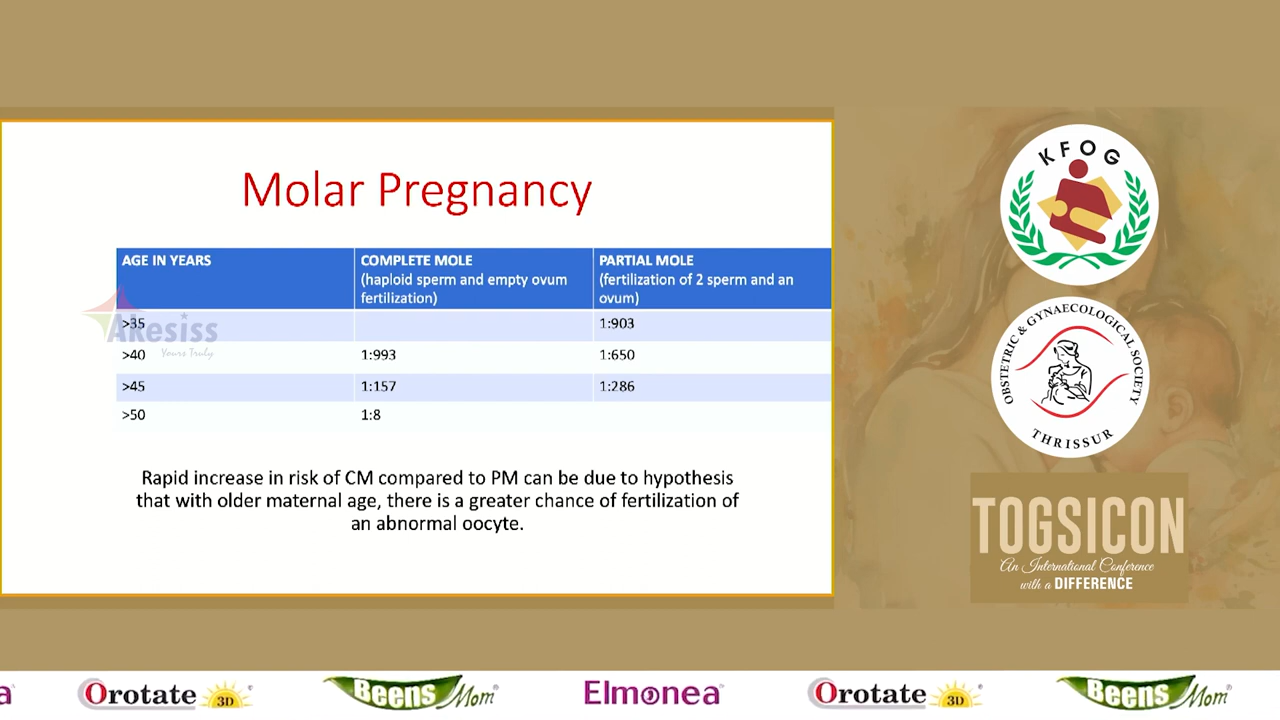 Molar Pregnancy
AGE IN YEARS
COMPLETE MOLE
(haploid sperm and empty ovum
fertilization)
PARTIAL MOLE
(fertilization of 2 sperm and an
ovum)
>35
1:903
>40
1:993
1:650
>45
1:157
1:286
>50
1:8
Akesiss
Yours Truly
Rapid increase in risk of CM compared to PM can be due to hypothesis
that with older maternal age, there is a greater chance of fertilization of
an abnormal oocyte.
KFOG
OBSTETRIC & GYNAECOLOGICAL SOCIETY
THRISSUR
TOGSICON
An International Conference
with a DIFFERENCE
a
Orotate 3D
Beens Mom
Elmonea
Orotate 3D
Beens Mom